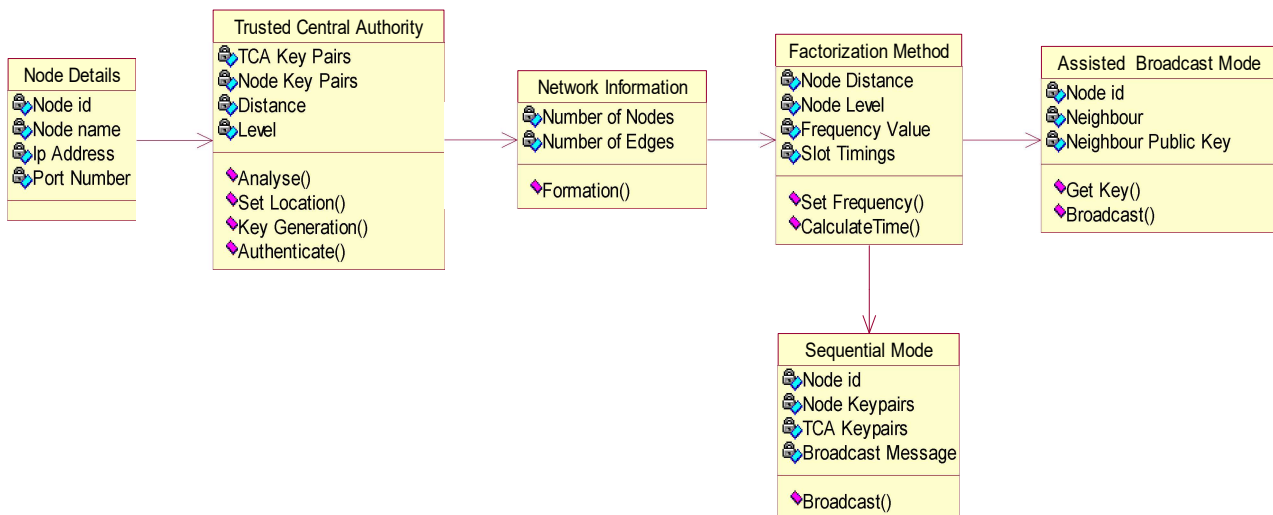 Node Details
Node id
Node name
Ip Address
Port Number
Trusted Central Authority
TCA Key Pairs
Node Key Pairs
Distance
Level
Analyse()
Set Location()
Key Generation()
Authenticate()
Network Information
Number of Nodes
Number of Edges
Formation()
Factorization Method
Node Distance
Node Level
Frequency Value
Slot Timings
Set Frequency()
CalculateTime()
Assisted Broadcast Mode
Node id
Neighbour
Neighbour Public Key
Get Key()
Broadcast()
Sequential Mode
Node id
Node Keypairs
TCA Keypairs
Broadcast Message
Broadcast()